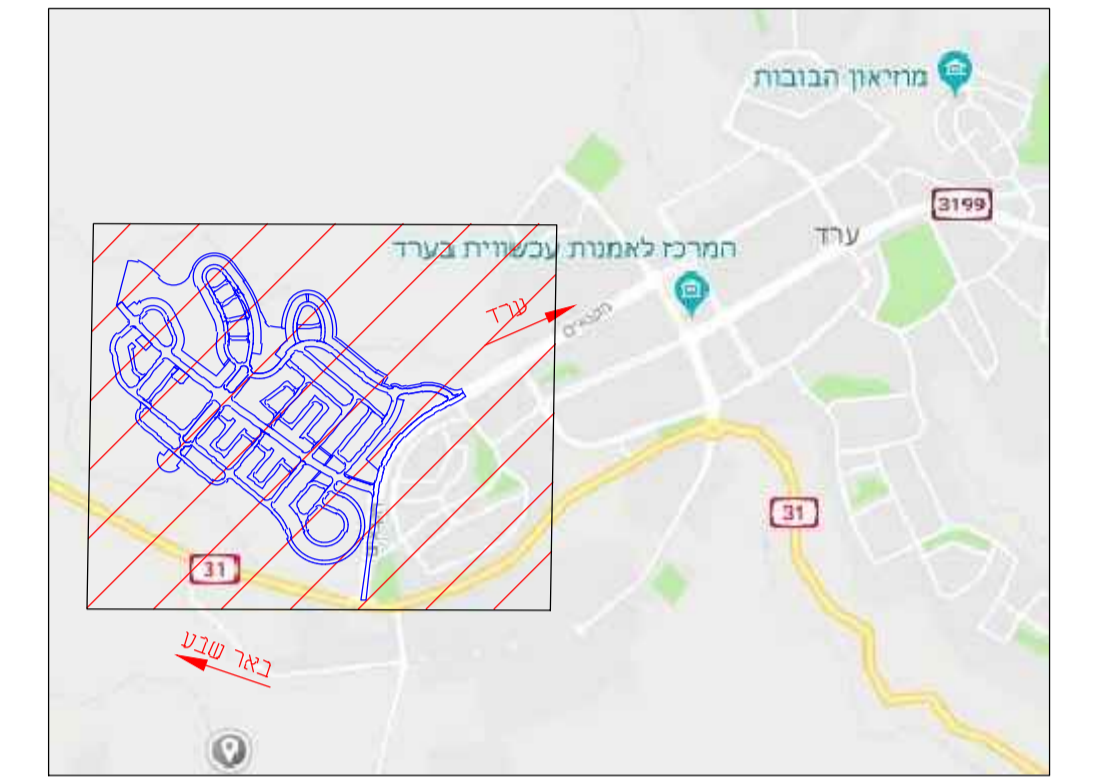 מוזיאון הבובות
3199
ערד
המרכז לאמנות עכשווית בערד
ערד
31
31
באר שבע